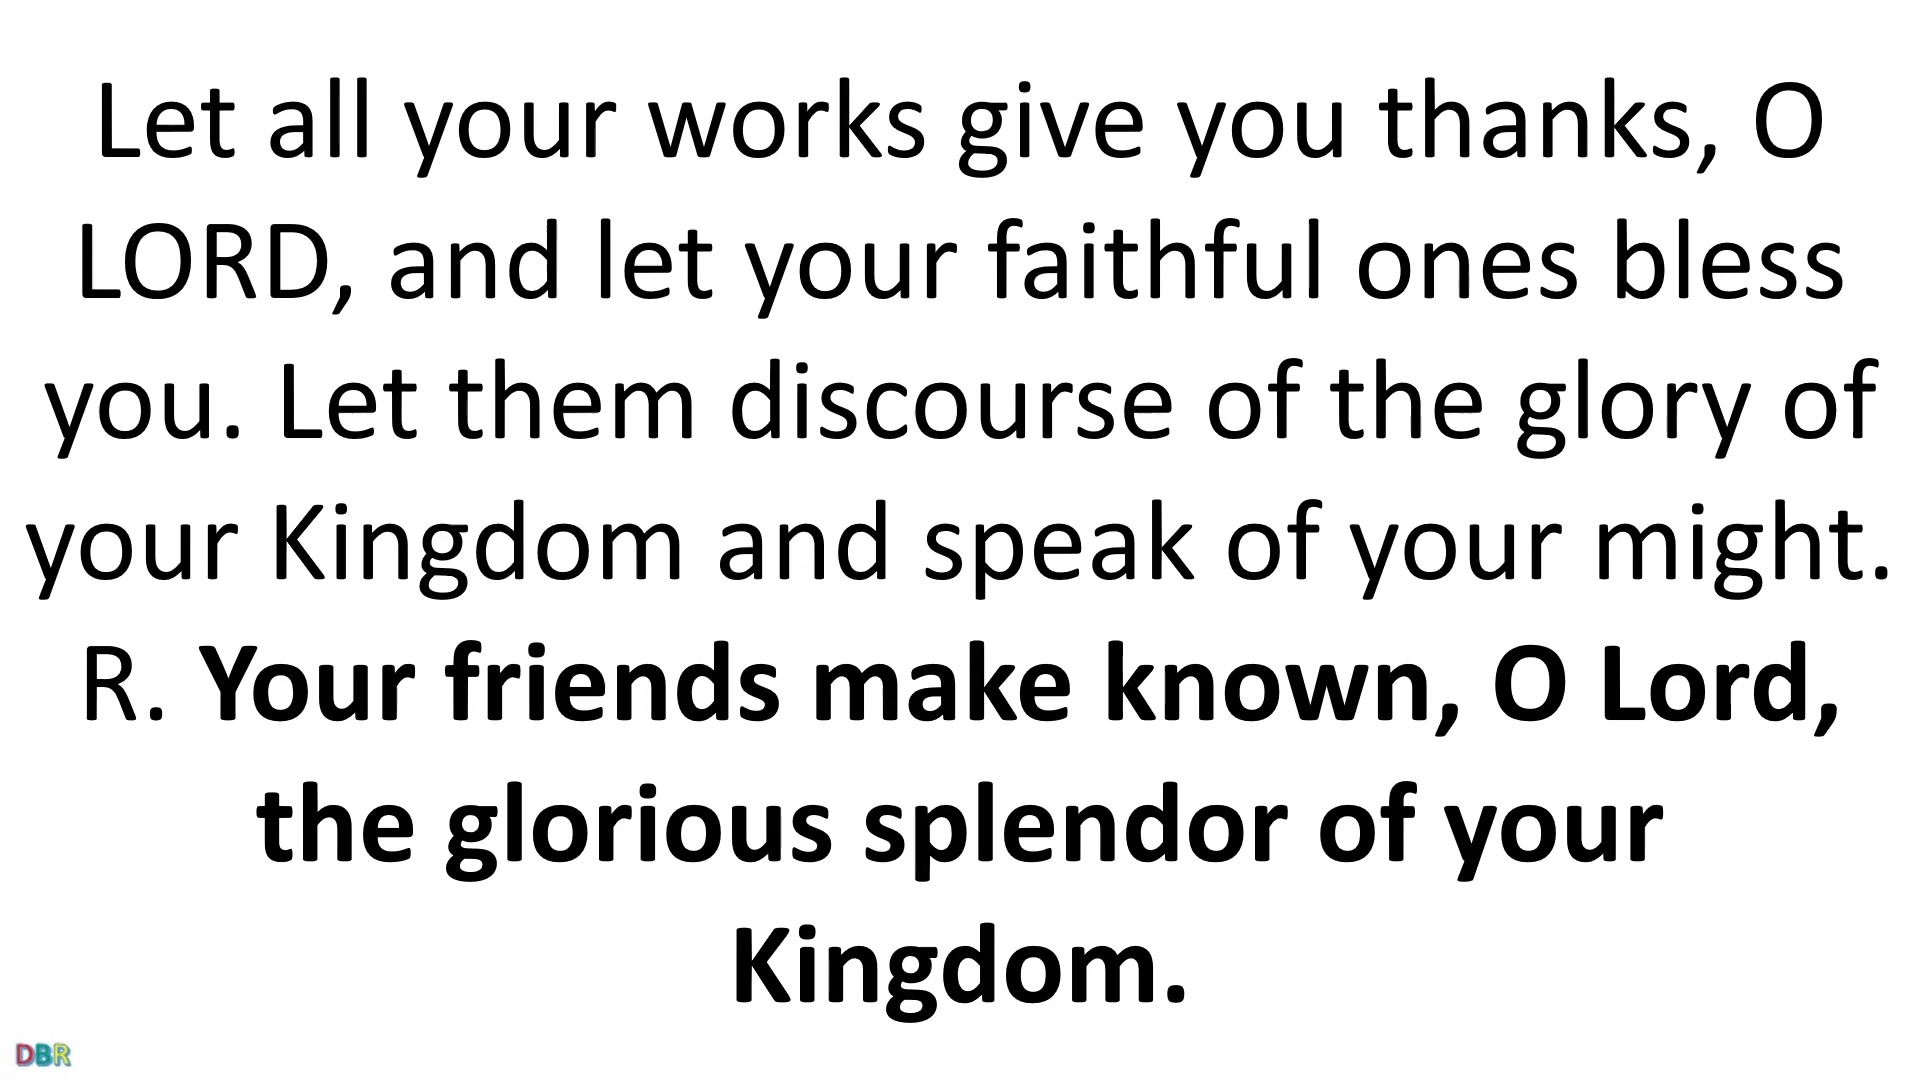 Let all your works give you thanks, O
LORD, and let your faithful ones bless
you. Let them discourse of the glory of
your Kingdom and speak of your might.
R. Your friends make known, O Lord,
the glorious splendor of your
Kingdom.
DBR